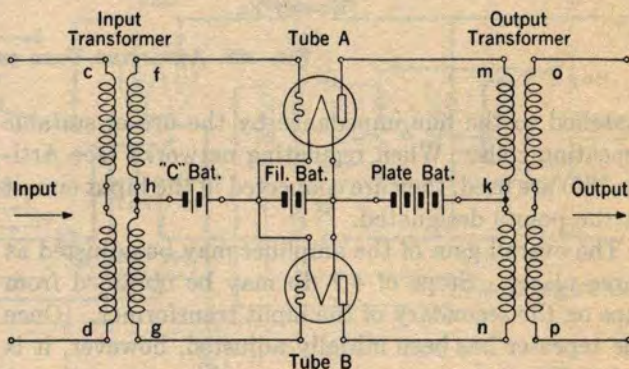 Input
Transformer
Tube A
Output
Transformer
c
f
m
o
"C" Bat.
Fil. Bat.
Plate Bat.
h
k
Input
Output
d
g
n
p
Tube B